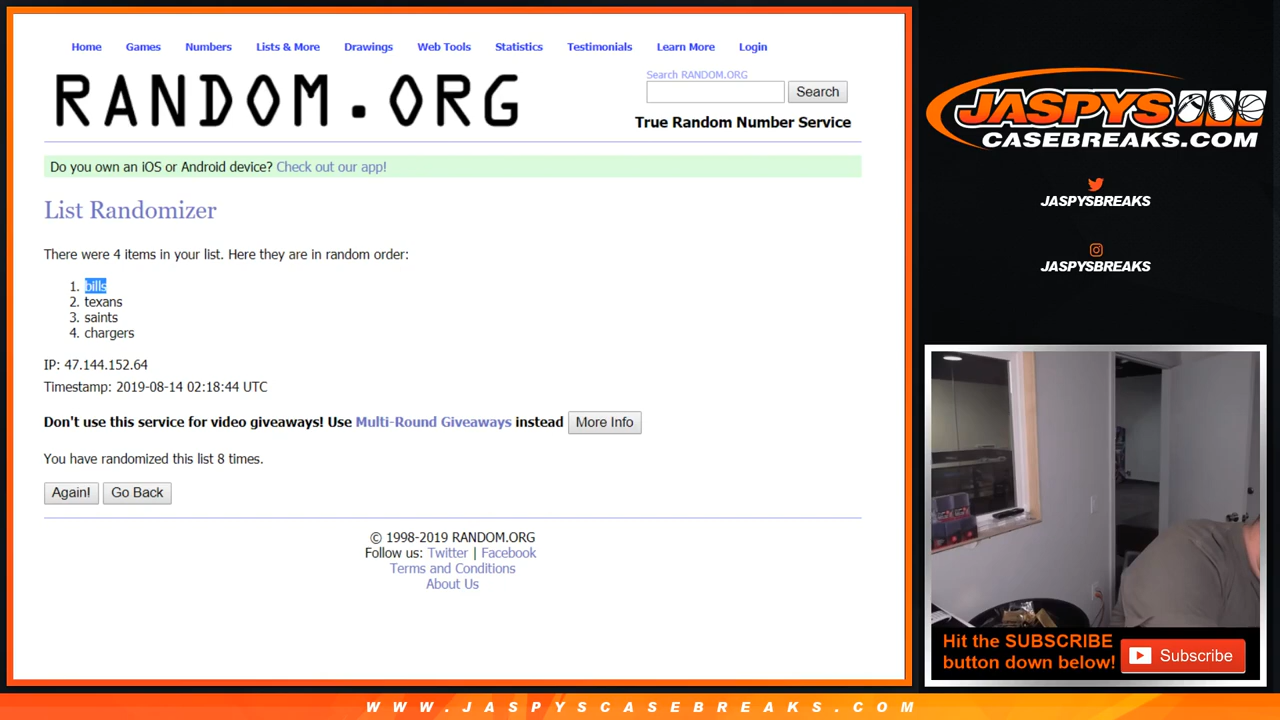 Home Games Numbers Lists & More Drawings Web Tools Statistics Testimonials Learn More Login
RANDOM.ORG
Search RANDOM.ORG
Search
True Random Number Service
Do you own an iOS or Android device? Check out our app!
List Randomizer
There were 4 items in your list. Here they are in random order:
1. bills
2. texans
3. saints
4. chargers
IP: 47.144.152.64
Timestamp: 2019-08-14 02:18:44 UTC
Don't use this service for video giveaways! Use Multi-Round Giveaways instead More Info
You have randomized this list 8 times.
Again! Go Back
© 1998-2019 RANDOM.ORG
Follow us: Twitter | Facebook
Terms and Conditions
About Us
JASPYS
CASEBREAKS.COM
JASPYSBREAKS
JASPYSBREAKS
Hit the SUBSCRIBE
button down below!
Subscribe
WWW.JASPYSCASEBREAKS.COM